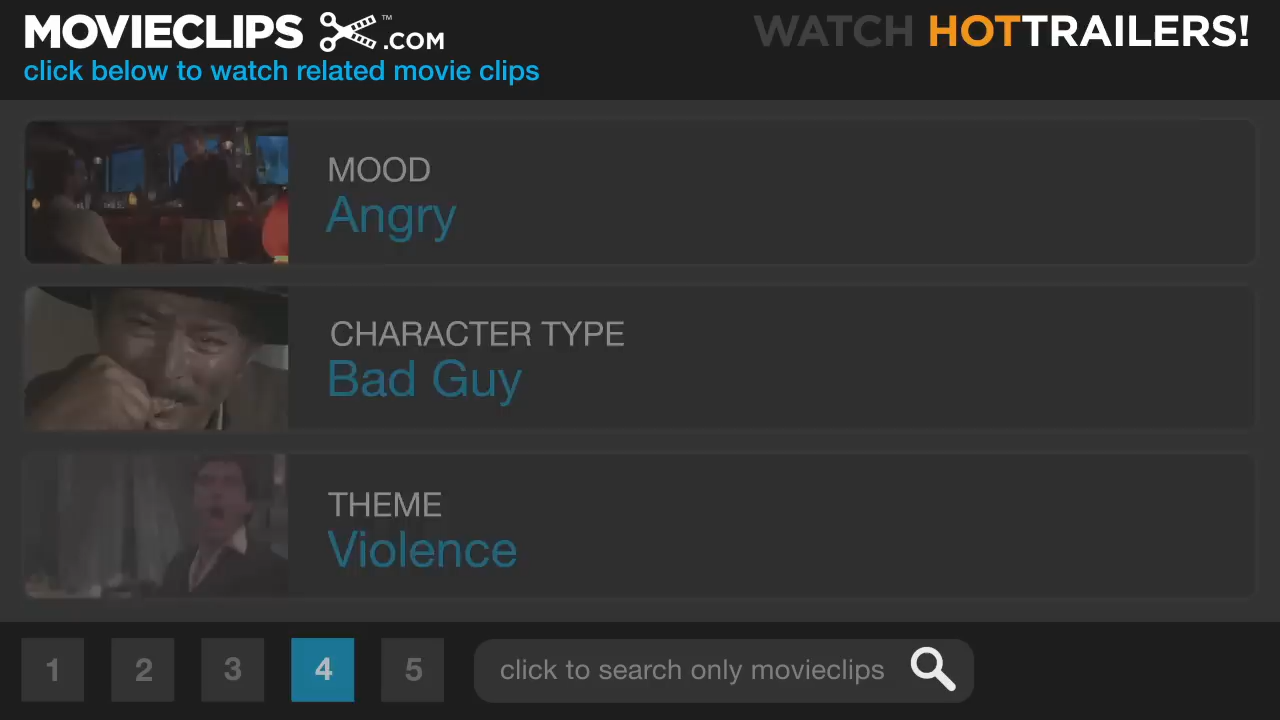 MOVIECLIPS ™ .COM
WATCH HOTTRAILERS!
click below to watch related movie clips
MOOD
Angry
CHARACTER TYPE
Bad Guy
THEME
Violence
1 2 3 4 5 click to search only movieclips